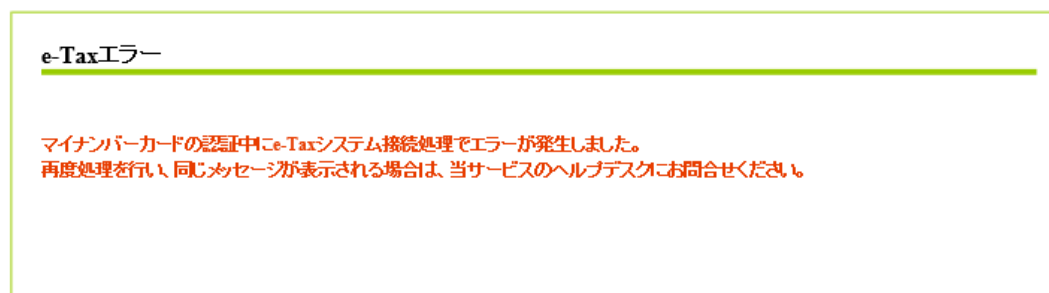 e-Taxエラー
マイナンバーカードの認証中にe-Taxシステム接続処理でエラーが発生しました。
再度処理を行い、同じメッセージが表示される場合は、当サービスのヘルプデスクにお問合せください。